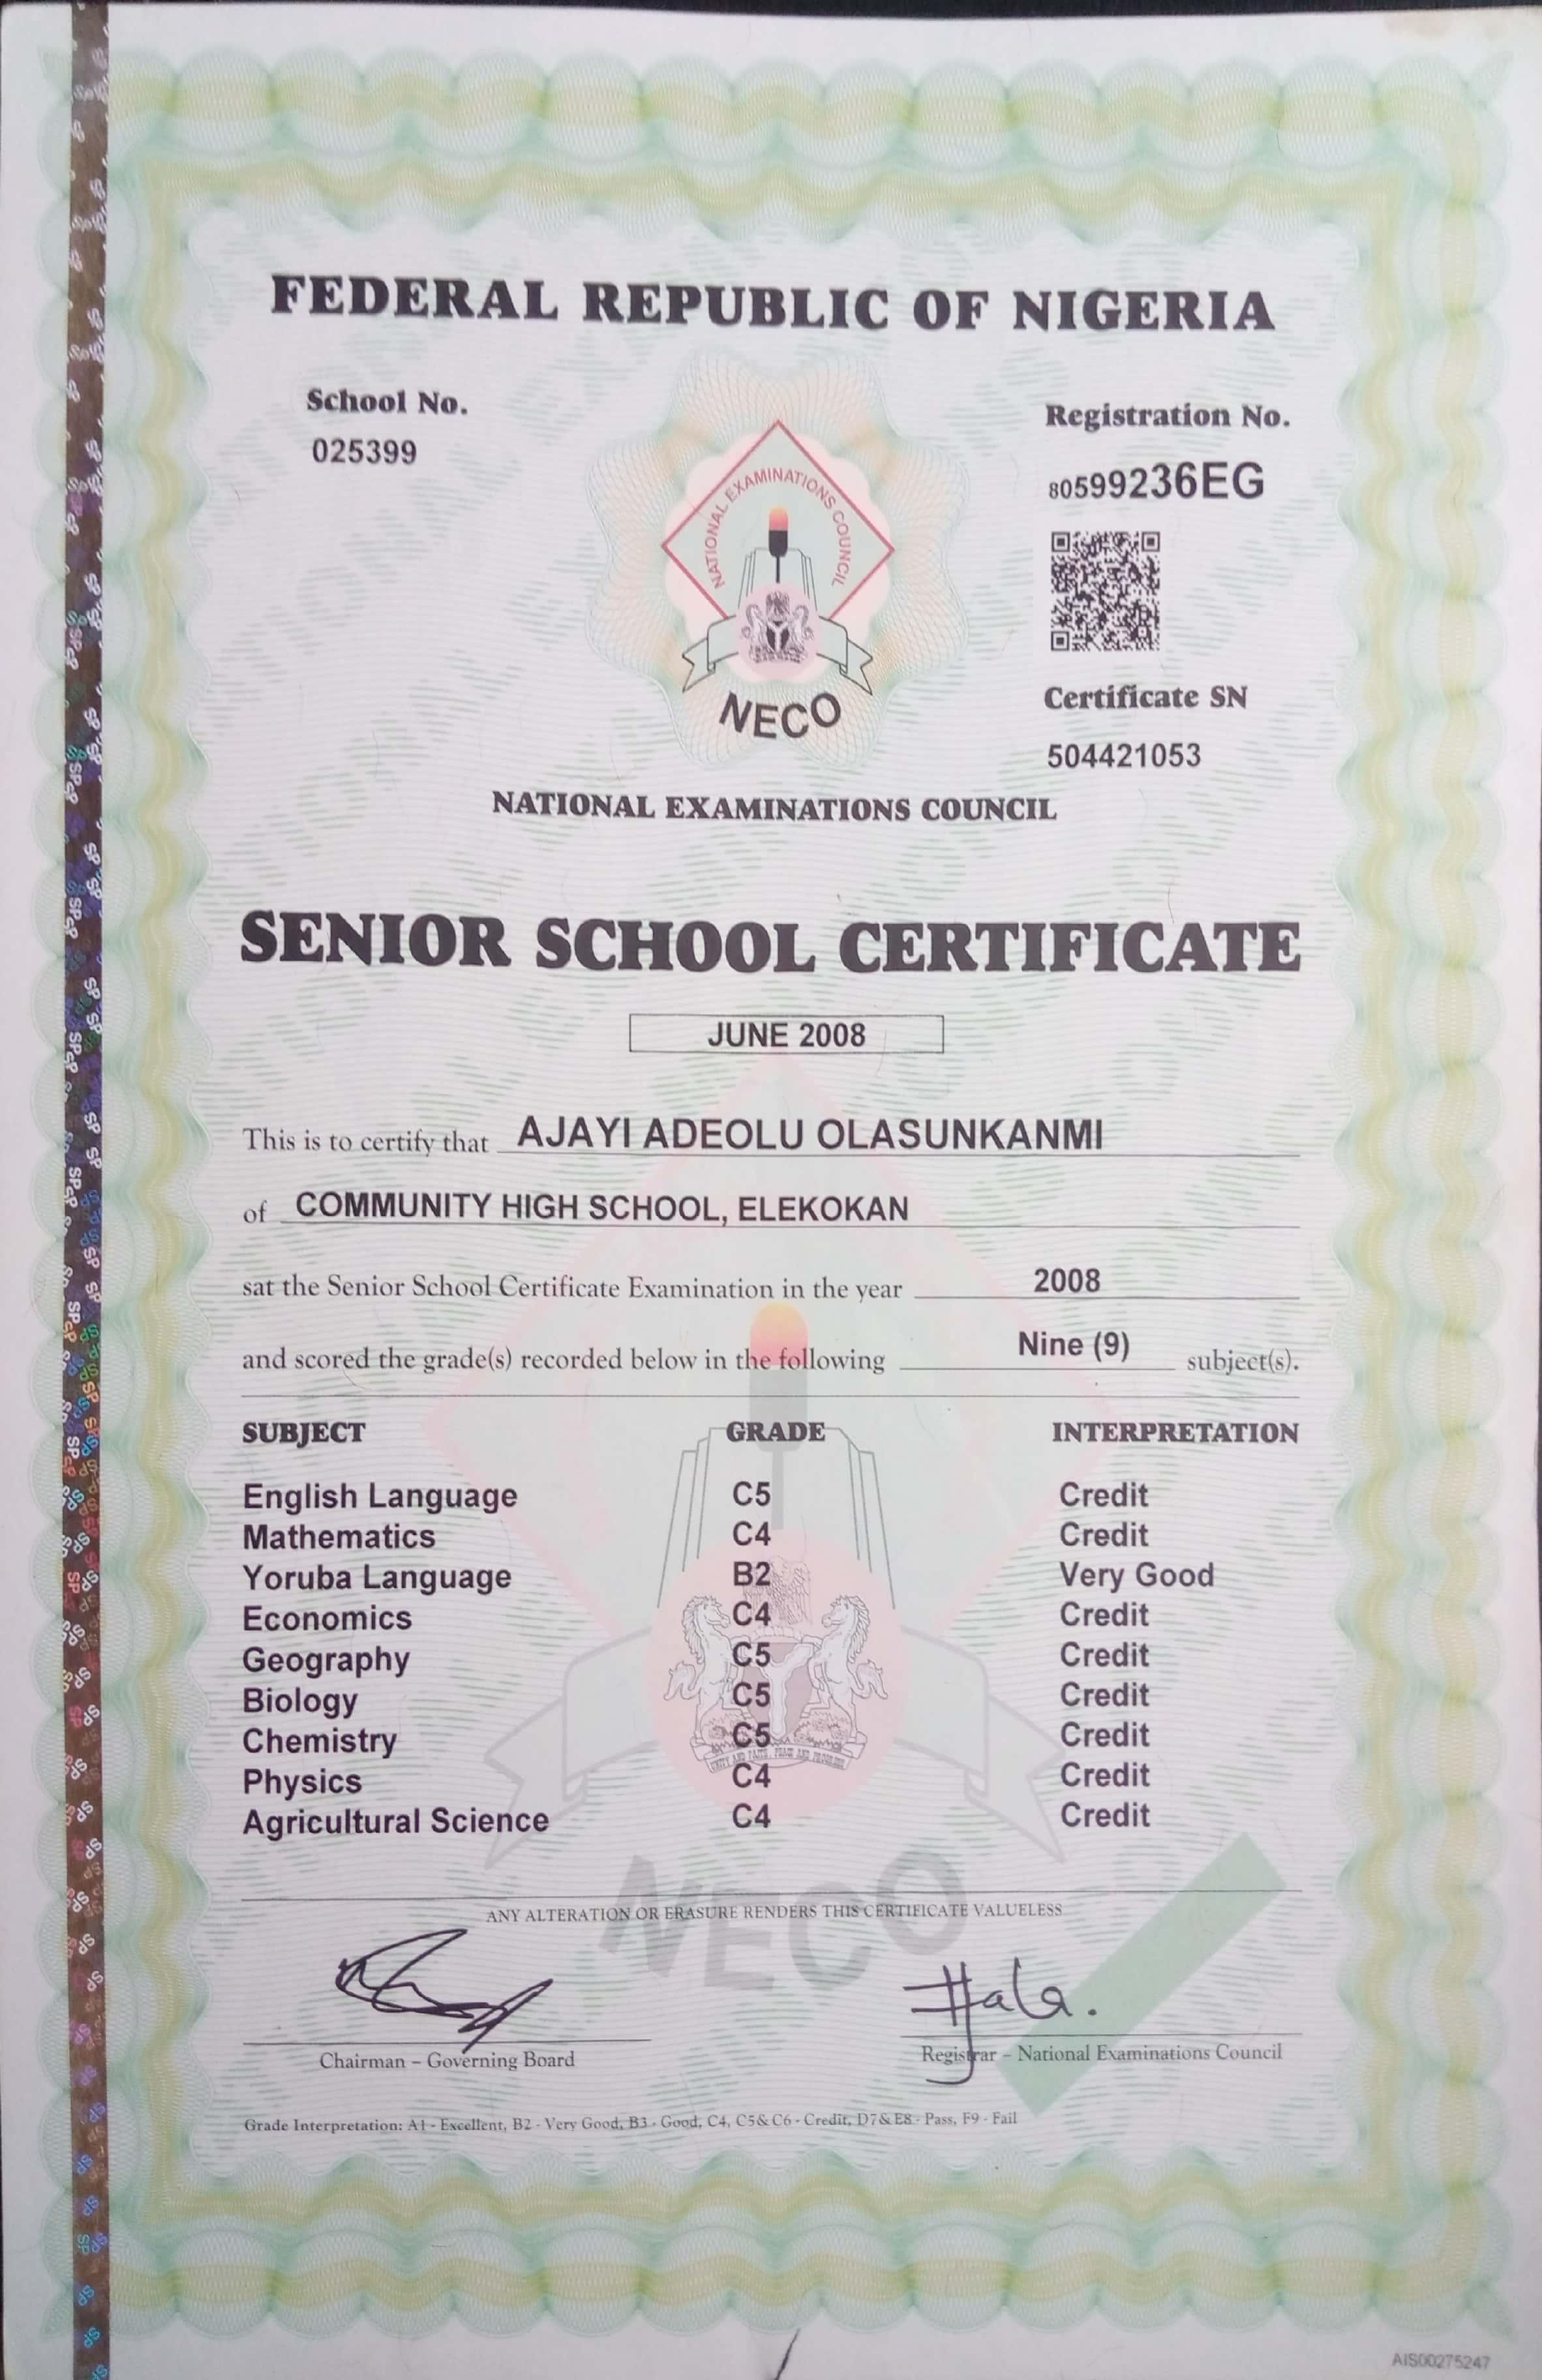 FEDERAL REPUBLIC OF NIGERIA
School No.
025399
Registration No.
80599236EG
NATIONAL EXAMINATIONS COUNCIL
NECO
Certificate SN
504421053
NATIONAL EXAMINATIONS COUNCIL
SENIOR SCHOOL CERTIFICATE
JUNE 2008
This is to certify that AJAYI ADEOLU OLASUNKANMI
of COMMUNITY HIGH SCHOOL, ELEKOKAN
sat the Senior School Certificate Examination in the year 2008
and scored the grade(s) recorded below in the following Nine (9) subject(s).
SUBJECT GRADE INTERPRETATION
English Language C5 Credit
Mathematics C4 Credit
Yoruba Language B2 Very Good
Economics C4 Credit
Geography C5 Credit
Biology C5 Credit
Chemistry C5 Credit
UNITY AND FAITH, PEACE AND PROGRESS
Physics C4 Credit
Agricultural Science C4 Credit
NECO
ANY ALTERATION OR ERASURE RENDERS THIS CERTIFICATE VALUELESS
Chairman – Governing Board
Registrar – National Examinations Council
Grade Interpretation: A1 - Excellent, B2 - Very Good, B3 - Good, C4, C5 & C6 - Credit, D7 & E8 - Pass, F9 - Fail
AIS00275247